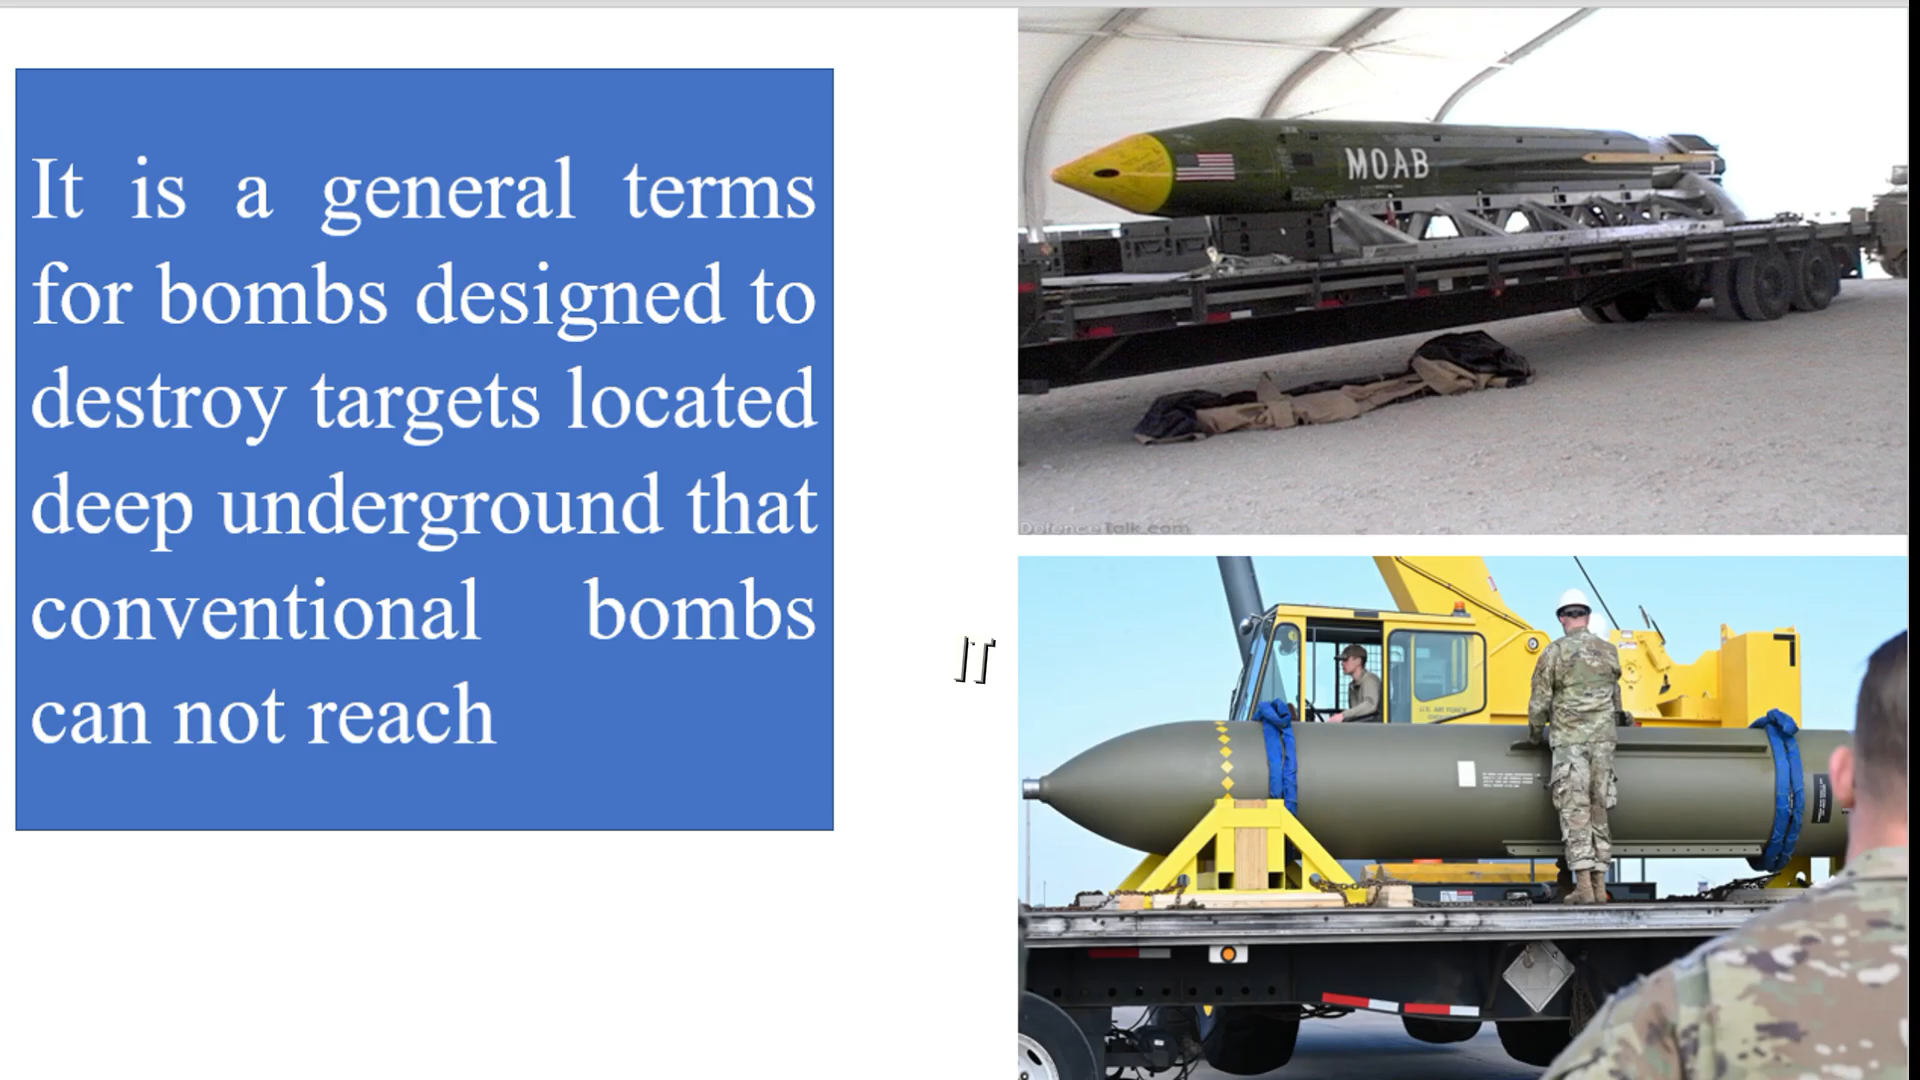 It is a general terms
for bombs designed to
destroy targets located
deep underground that
conventional bombs
can not reach
MOAB
DefenceTalk.com
U.S. AIR FORCE